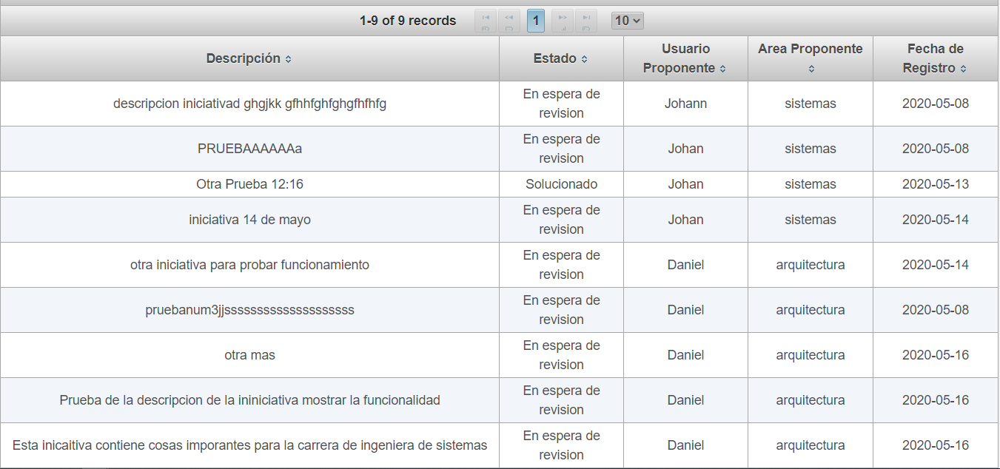 1-9 of 9 records 1 10
Descripción Estado Usuario Proponente Area Proponente Fecha de Registro
descripcion iniciativad ghgjkk gfhhfghfghgfhfhfg En espera de revision Johann sistemas 2020-05-08
PRUEBAAAAAAa En espera de revision Johan sistemas 2020-05-08
Otra Prueba 12:16 Solucionado Johan sistemas 2020-05-13
iniciativa 14 de mayo En espera de revision Johan sistemas 2020-05-14
otra iniciativa para probar funcionamiento En espera de revision Daniel arquitectura 2020-05-14
pruebanum3jjssssssssssssssssssss En espera de revision Daniel arquitectura 2020-05-08
otra mas En espera de revision Daniel arquitectura 2020-05-16
Prueba de la descripcion de la ininiciativa mostrar la funcionalidad En espera de revision Daniel arquitectura 2020-05-16
Esta inicaitiva contiene cosas imporantes para la carrera de ingeniera de sistemas En espera de revision Daniel arquitectura 2020-05-16